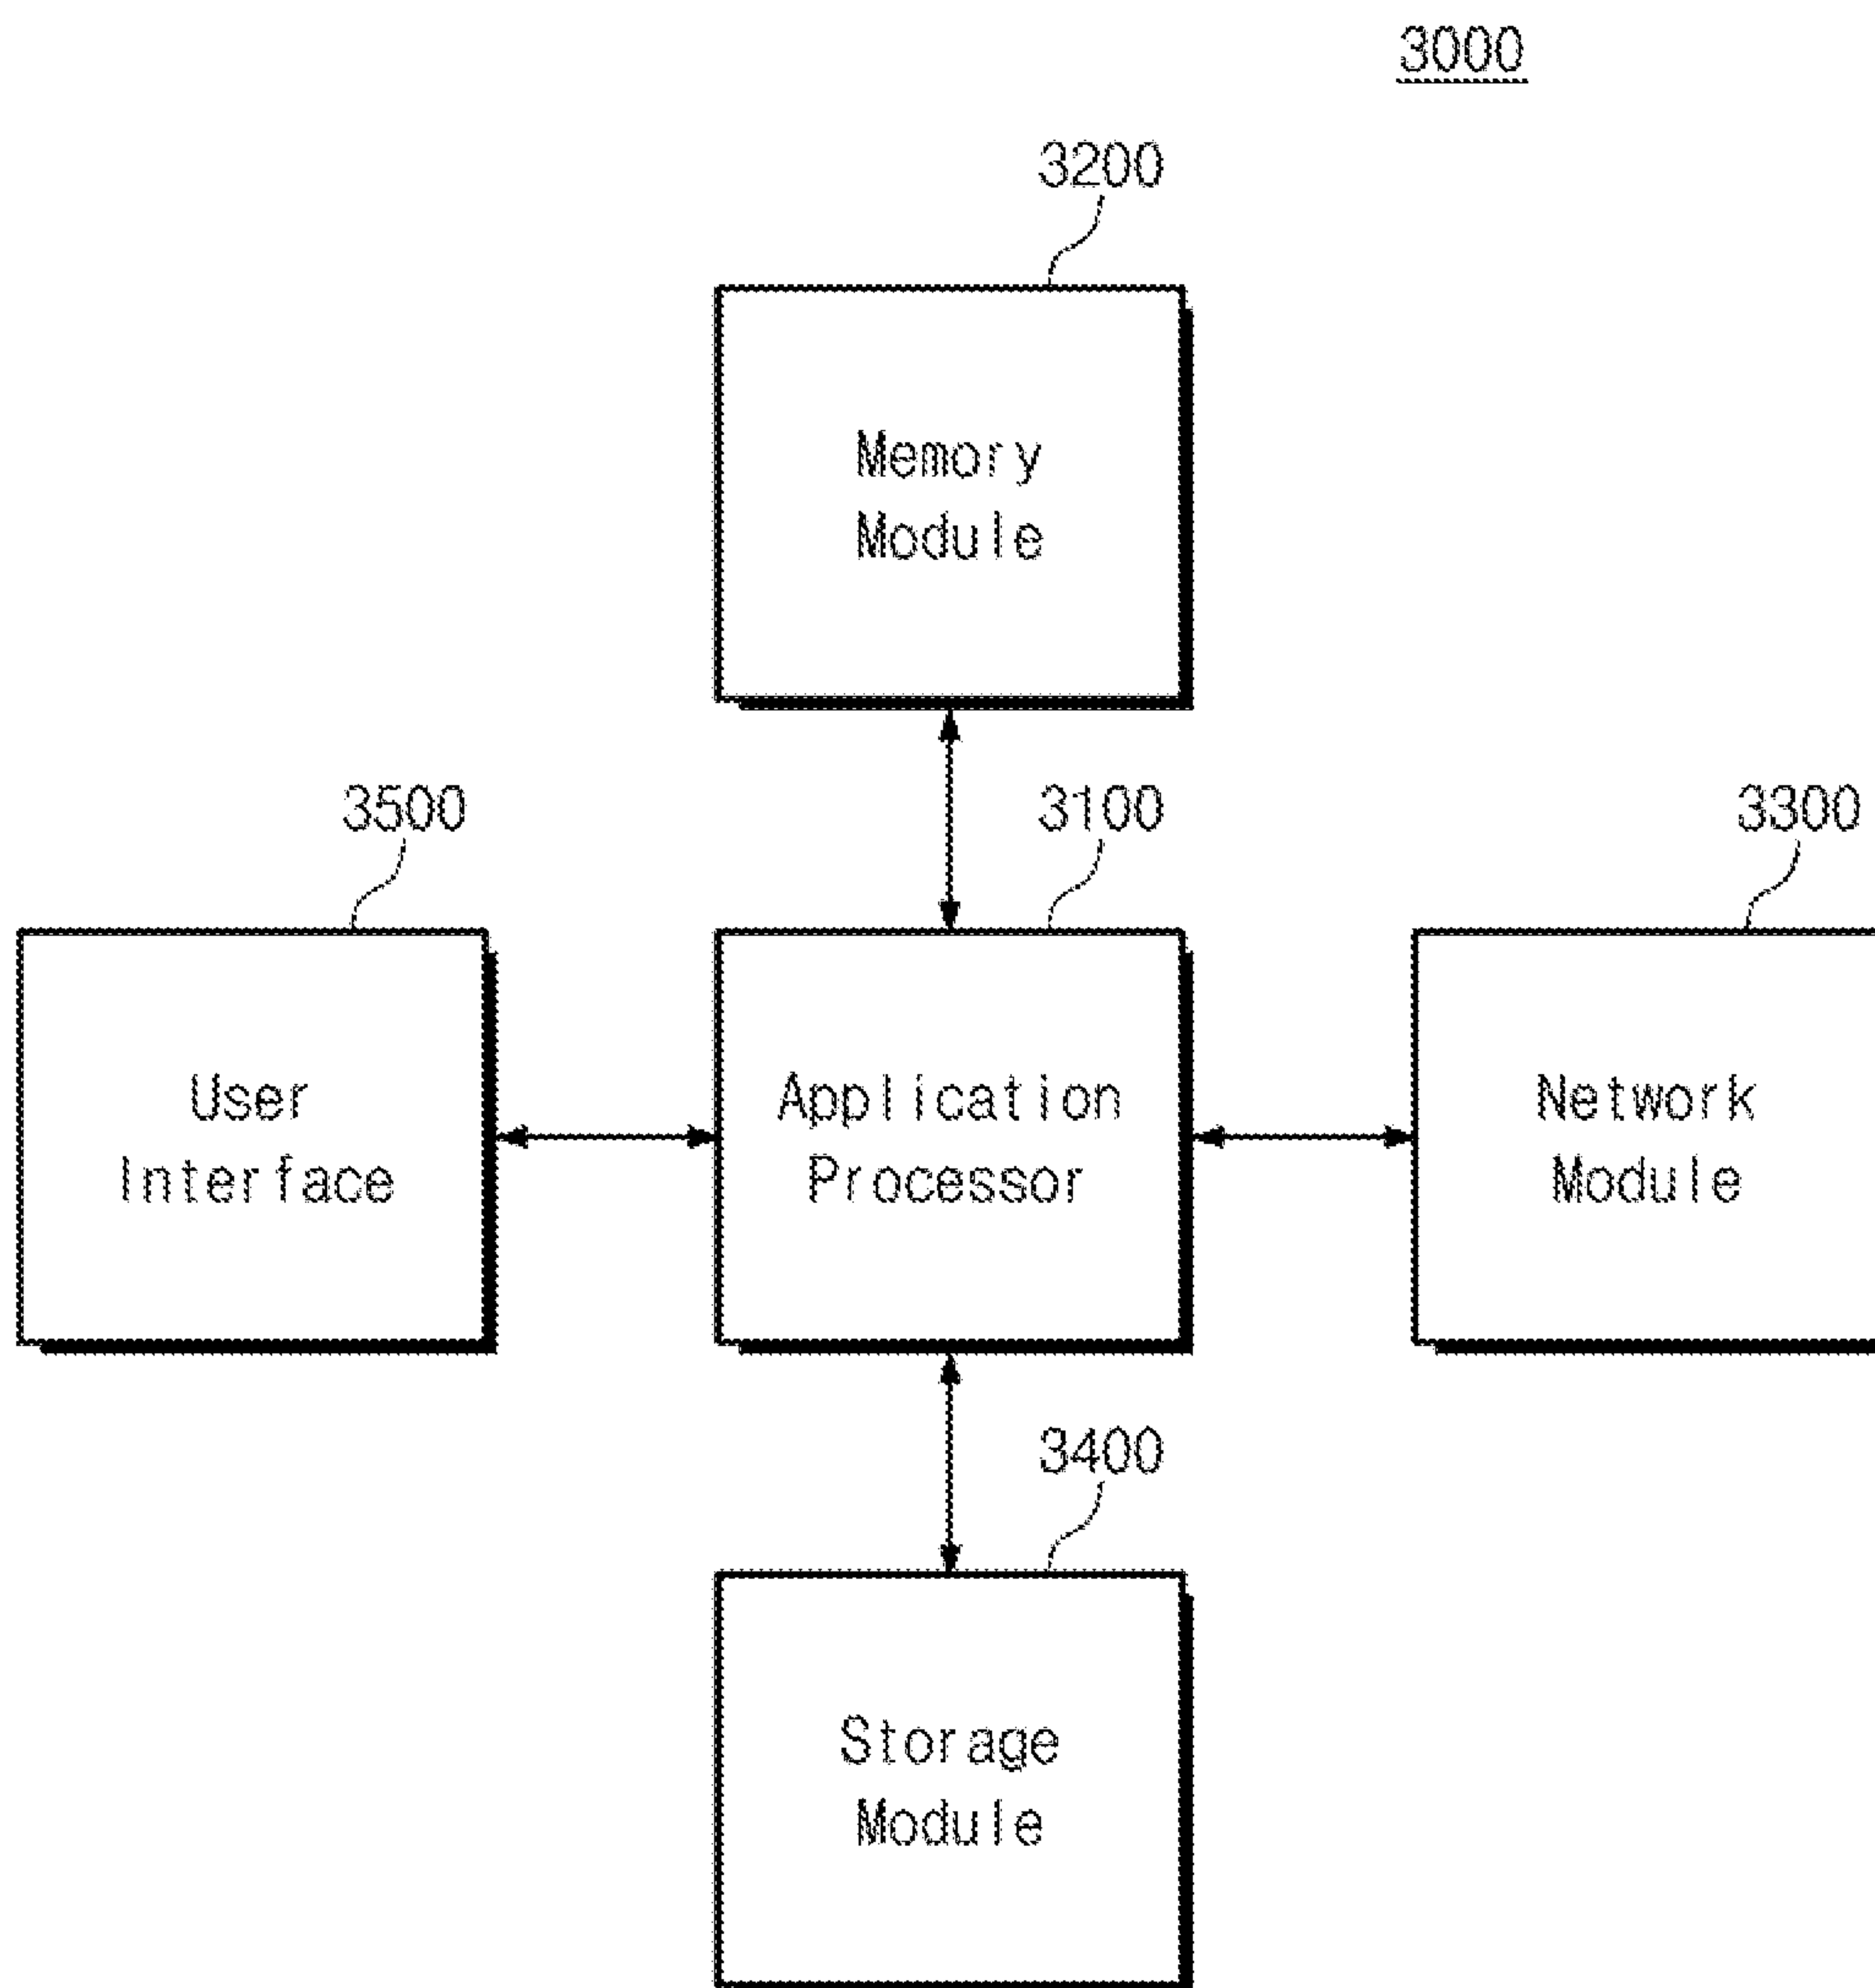 3000
3200
Memory
Module
3500
3100
3300
User
Interface
Application
Processor
Network
Module
3400
Storage
Module